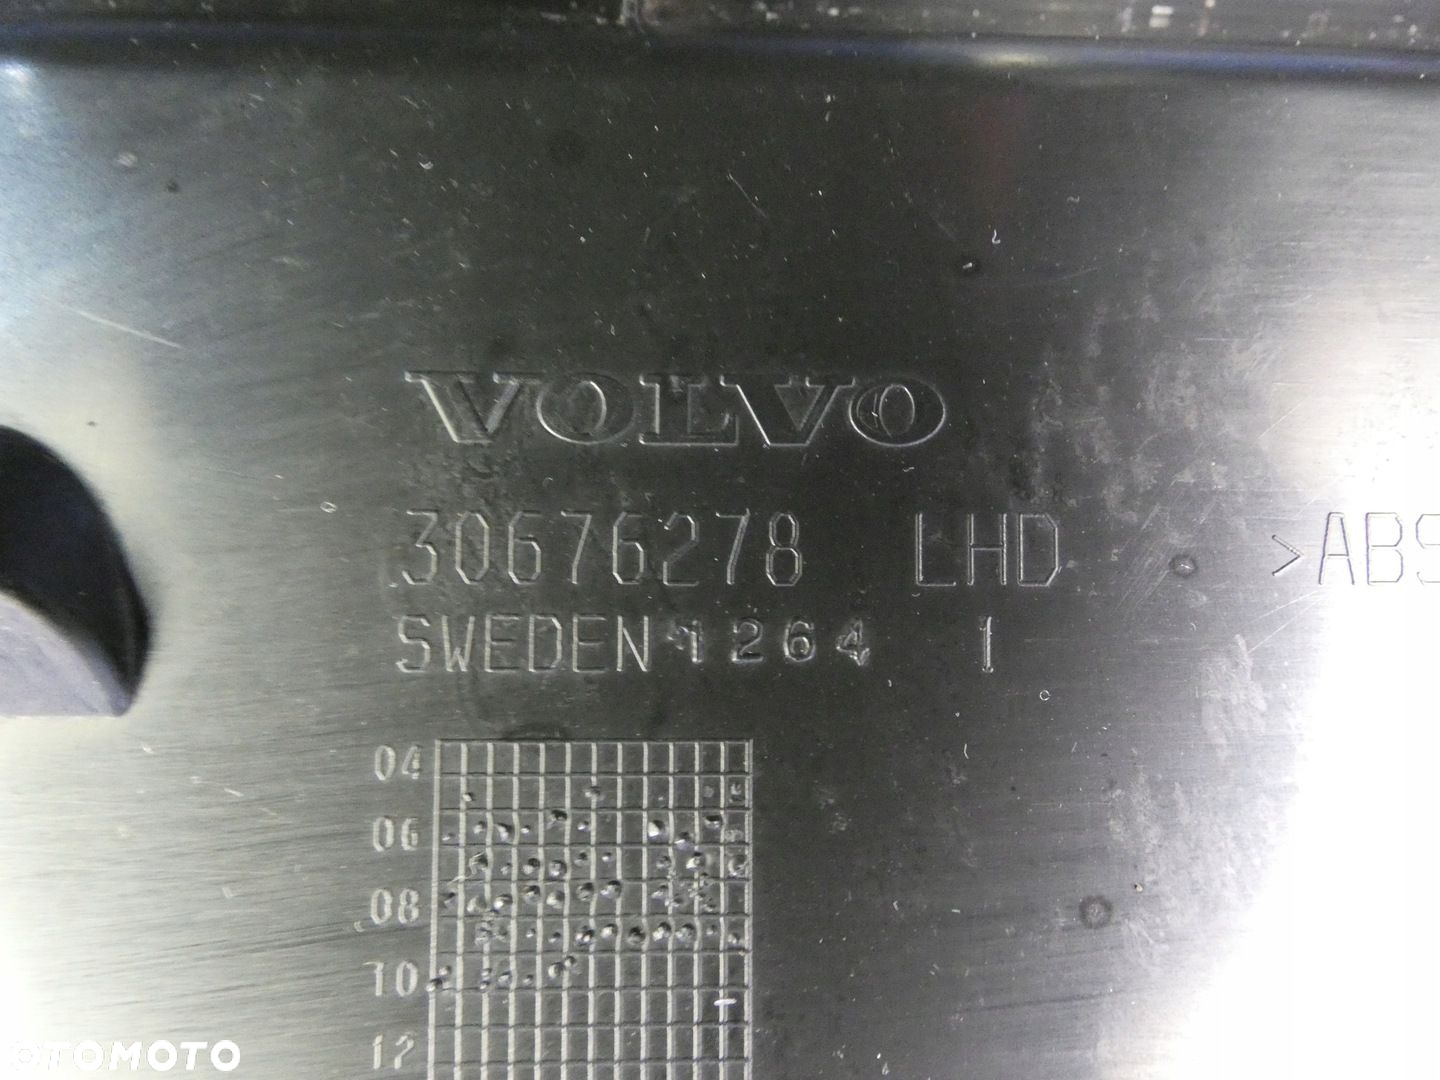 VOLVO
30676278 LHD >ABS
SWEDEN 1264 1
04
06
08
10
12
OTOMOTO